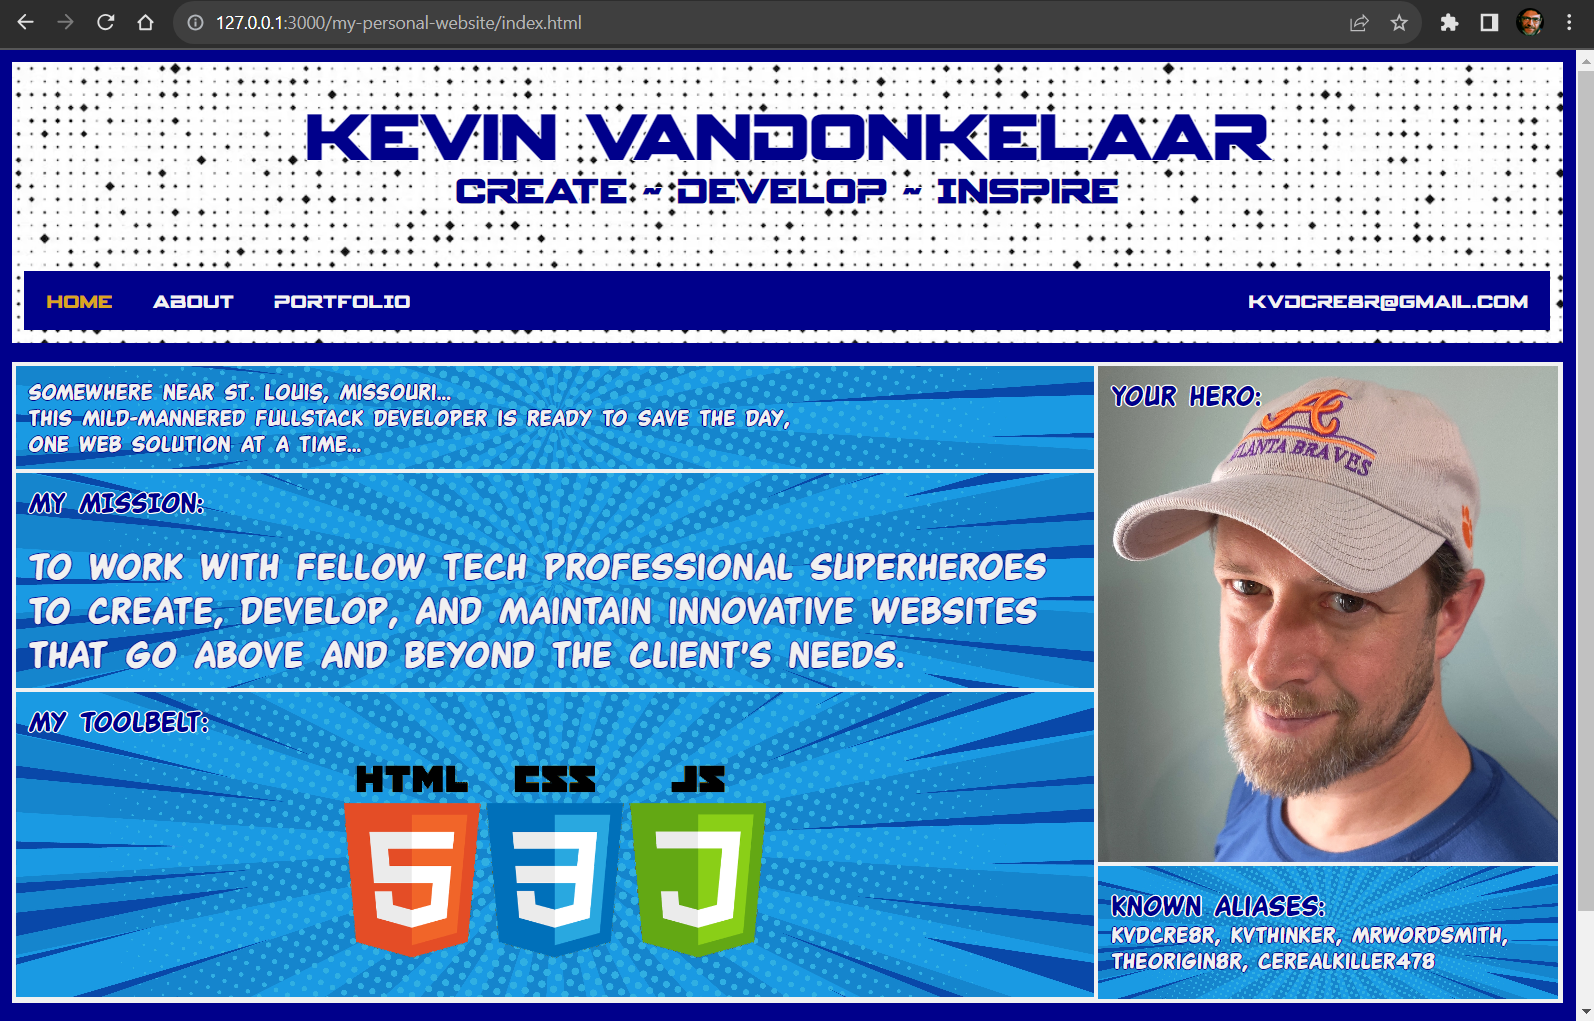 127.0.0.1:3000/my-personal-website/index.html
KEVIN VANDONKELAAR
CREATE ~ DEVELOP ~ INSPIRE
HOME ABOUT PORTFOLIO KVDCRE8R@GMAIL.COM
SOMEWHERE NEAR ST. LOUIS, MISSOURI...
THIS MILD-MANNERED FULLSTACK DEVELOPER IS READY TO SAVE THE DAY,
ONE WEB SOLUTION AT A TIME...
MY MISSION:
TO WORK WITH FELLOW TECH PROFESSIONAL SUPERHEROES
TO CREATE, DEVELOP, AND MAINTAIN INNOVATIVE WEBSITES
THAT GO ABOVE AND BEYOND THE CLIENT'S NEEDS.
MY TOOLBELT:
HTML CSS JS
5 3 J
YOUR HERO:
A
ATLANTA BRAVES
KNOWN ALIASES:
KVDCRE8R, KVTHINKER, MRWORDSMITH,
THEORIGIN8R, CEREALKILLER478